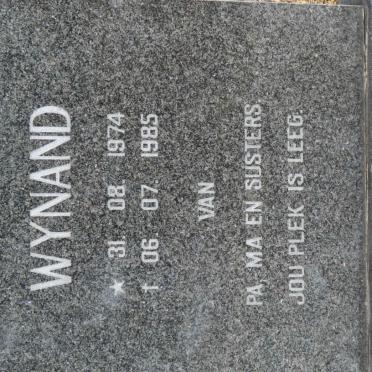 WYNAND
★ 31. 08. 1974
† 06. 07. 1985
VAN
PA, MA EN SUSTERS.
JOU PLEK IS LEEG.